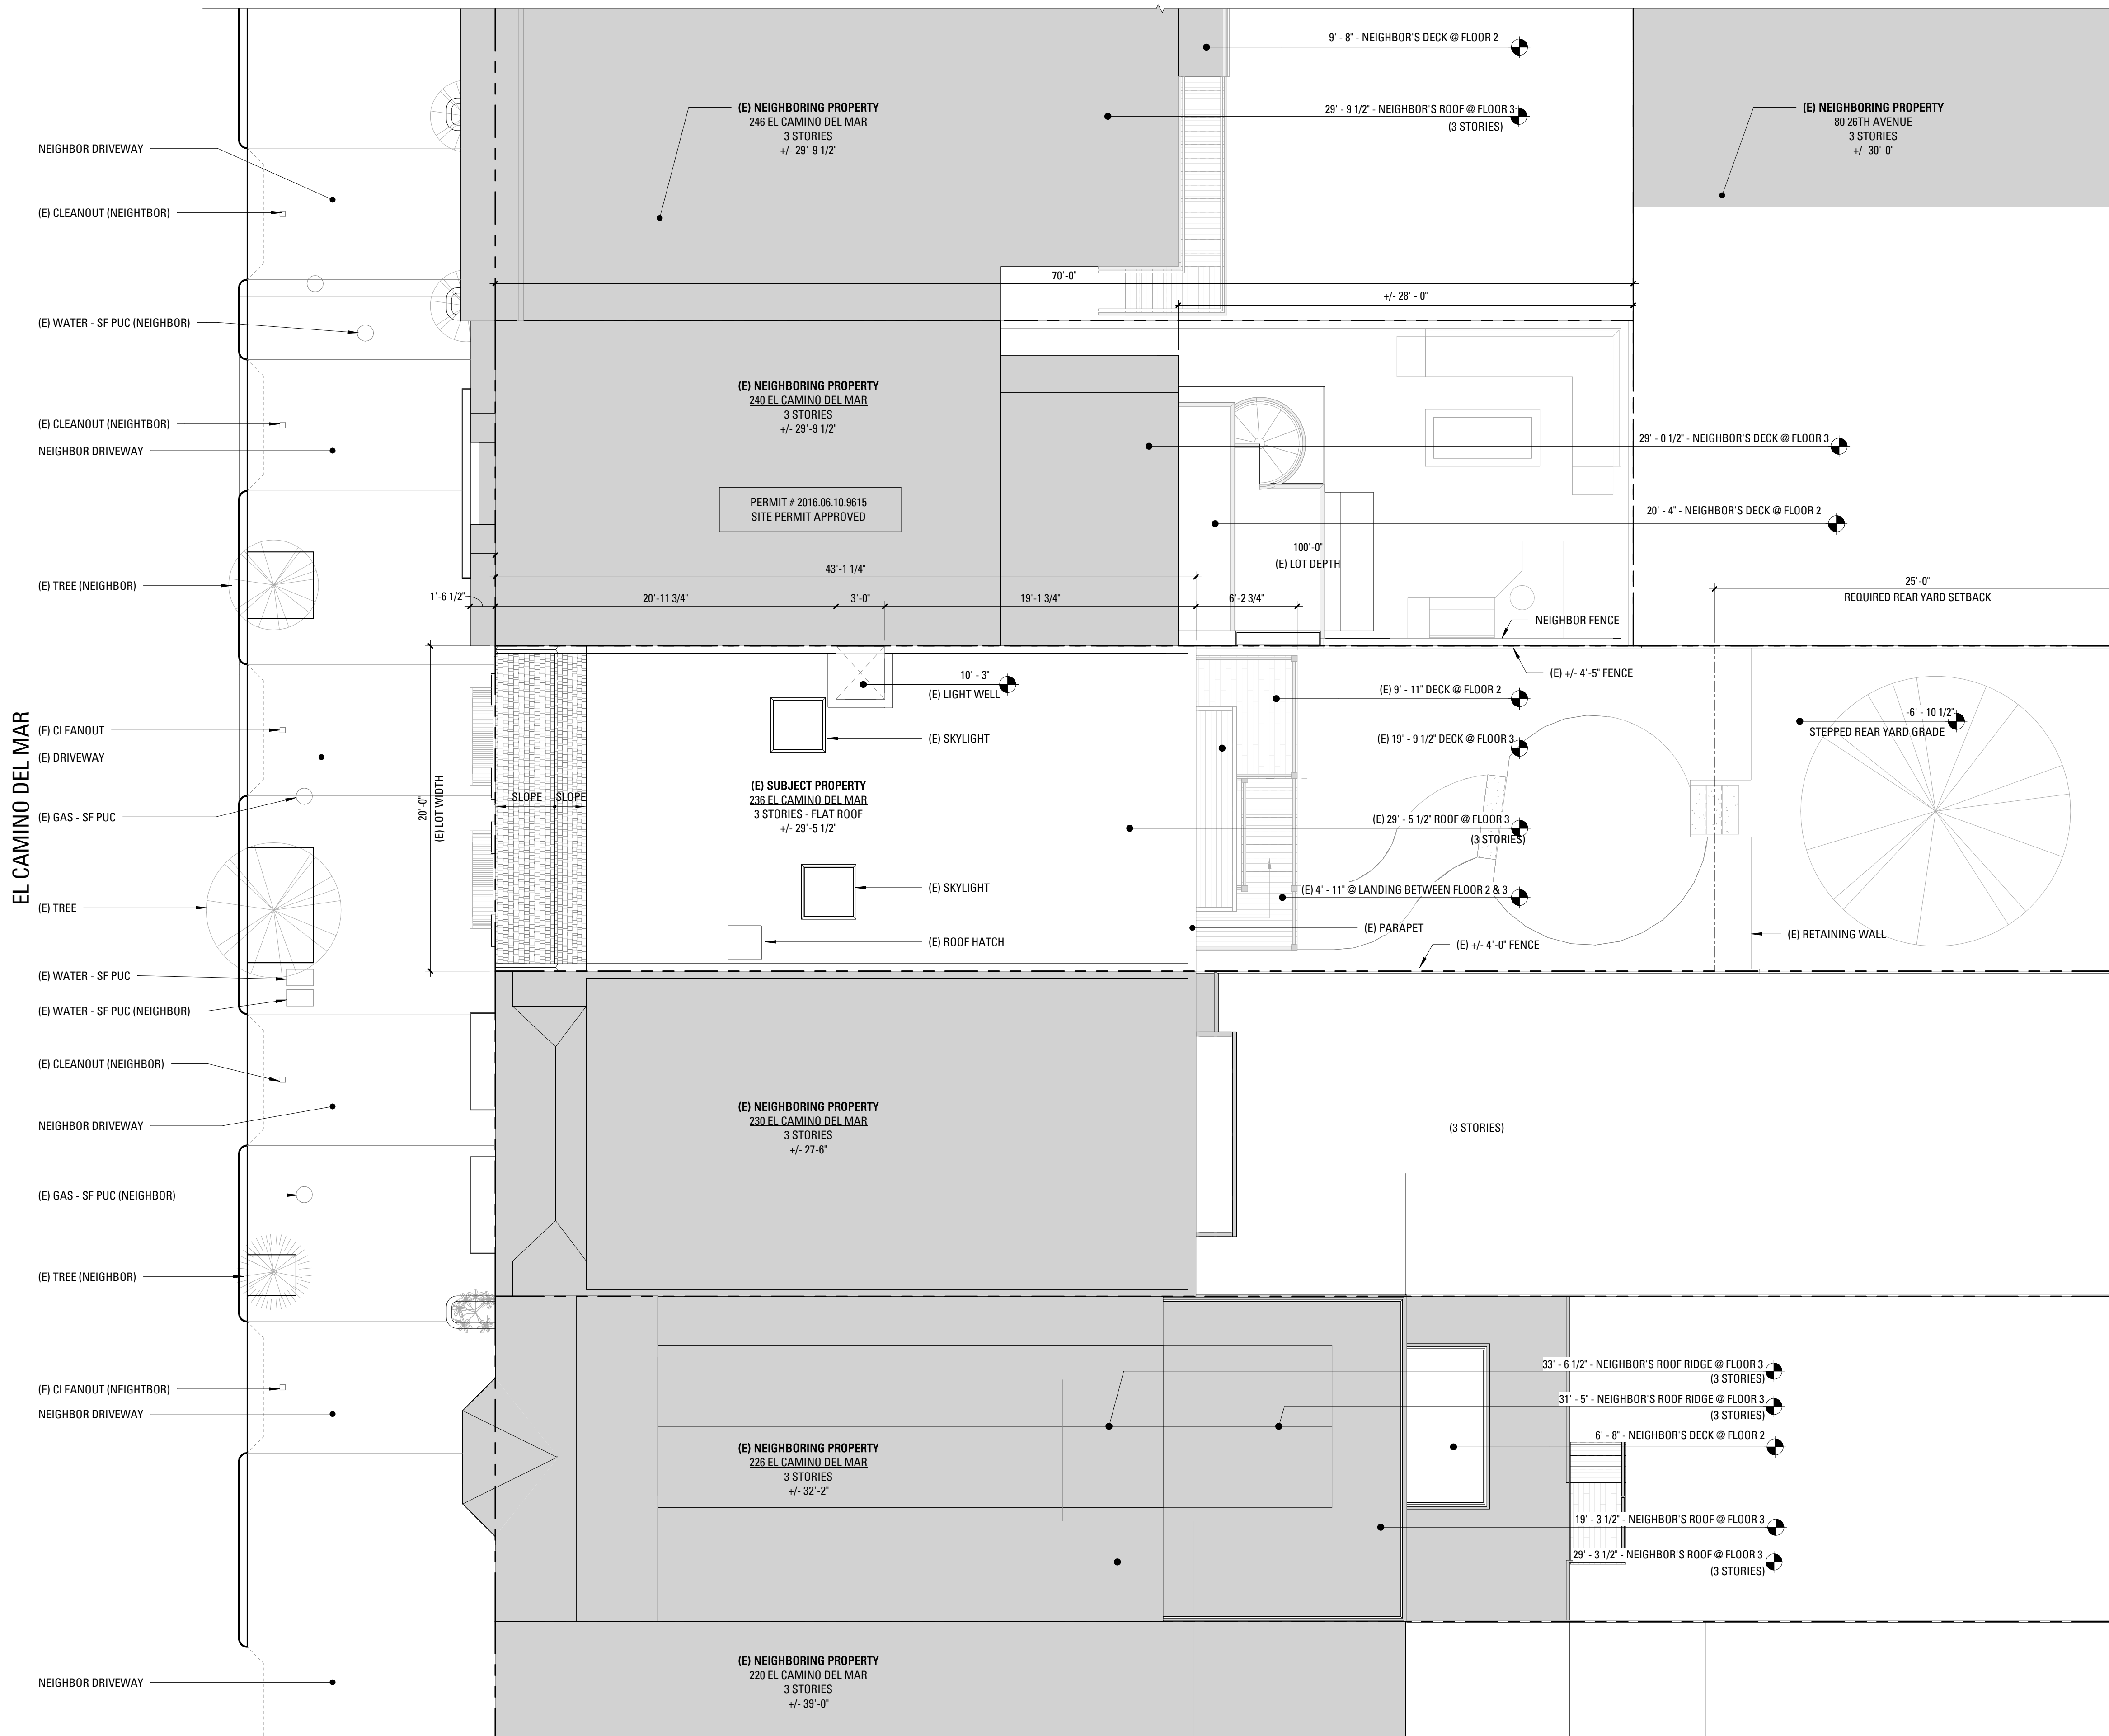 EL CAMINO DEL MAR
NEIGHBOR DRIVEWAY
(E) CLEANOUT (NEIGHTBOR)
(E) WATER - SF PUC (NEIGHBOR)
(E) CLEANOUT (NEIGHTBOR)
NEIGHBOR DRIVEWAY
(E) TREE (NEIGHBOR)
(E) CLEANOUT
(E) DRIVEWAY
(E) GAS - SF PUC
(E) TREE
(E) WATER - SF PUC
(E) WATER - SF PUC (NEIGHBOR)
(E) CLEANOUT (NEIGHBOR)
NEIGHBOR DRIVEWAY
(E) GAS - SF PUC (NEIGHBOR)
(E) TREE (NEIGHBOR)
(E) CLEANOUT (NEIGHTBOR)
NEIGHBOR DRIVEWAY
NEIGHBOR DRIVEWAY
(E) NEIGHBORING PROPERTY
246 EL CAMINO DEL MAR
3 STORIES
+/- 29'-9 1/2"
9' - 8" - NEIGHBOR'S DECK @ FLOOR 2
29' - 9 1/2" - NEIGHBOR'S ROOF @ FLOOR 3
(3 STORIES)
(E) NEIGHBORING PROPERTY
80 26TH AVENUE
3 STORIES
+/- 30'-0"
70'-0"
+/- 28' - 0"
(E) NEIGHBORING PROPERTY
240 EL CAMINO DEL MAR
3 STORIES
+/- 29'-9 1/2"
PERMIT # 2016.06.10.9615
SITE PERMIT APPROVED
29' - 0 1/2" - NEIGHBOR'S DECK @ FLOOR 3
20' - 4" - NEIGHBOR'S DECK @ FLOOR 2
100'-0"
(E) LOT DEPTH
43'-1 1/4"
1'-6 1/2"
20'-11 3/4"
3'-0"
19'-1 3/4"
6'-2 3/4"
25'-0"
REQUIRED REAR YARD SETBACK
NEIGHBOR FENCE
(E) +/- 4'-5" FENCE
20'-0"
(E) LOT WIDTH
SLOPE
SLOPE
10' - 3"
(E) LIGHT WELL
(E) SKYLIGHT
(E) SUBJECT PROPERTY
236 EL CAMINO DEL MAR
3 STORIES - FLAT ROOF
+/- 29'-5 1/2"
(E) SKYLIGHT
(E) ROOF HATCH
(E) 9' - 11" DECK @ FLOOR 2
(E) 19' - 9 1/2" DECK @ FLOOR 3
(E) 29' - 5 1/2" ROOF @ FLOOR 3
(3 STORIES)
(E) 4' - 11" @ LANDING BETWEEN FLOOR 2 & 3
(E) PARAPET
(E) +/- 4'-0" FENCE
-6' - 10 1/2"
STEPPED REAR YARD GRADE
(E) RETAINING WALL
(E) NEIGHBORING PROPERTY
230 EL CAMINO DEL MAR
3 STORIES
+/- 27-6"
(3 STORIES)
(E) NEIGHBORING PROPERTY
226 EL CAMINO DEL MAR
3 STORIES
+/- 32'-2"
33' - 6 1/2" - NEIGHBOR'S ROOF RIDGE @ FLOOR 3
(3 STORIES)
31' - 5" - NEIGHBOR'S ROOF RIDGE @ FLOOR 3
(3 STORIES)
6' - 8" - NEIGHBOR'S DECK @ FLOOR 2
19' - 3 1/2" - NEIGHBOR'S ROOF @ FLOOR 3
29' - 3 1/2" - NEIGHBOR'S ROOF @ FLOOR 3
(3 STORIES)
(E) NEIGHBORING PROPERTY
220 EL CAMINO DEL MAR
3 STORIES
+/- 39'-0"